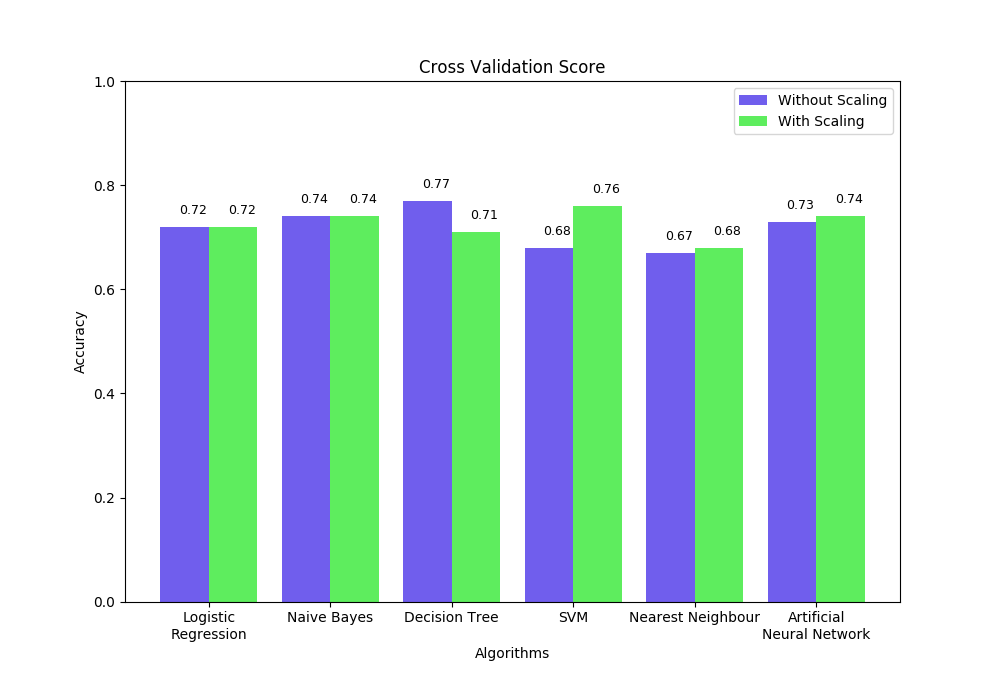 Cross Validation Score
1.0
0.8
0.6
0.4
0.2
0.0
Accuracy
Without Scaling
With Scaling
0.72
0.72
0.74
0.74
0.77
0.71
0.68
0.76
0.67
0.68
0.73
0.74
Logistic
Regression
Naive Bayes
Decision Tree
SVM
Nearest Neighbour
Artificial
Neural Network
Algorithms